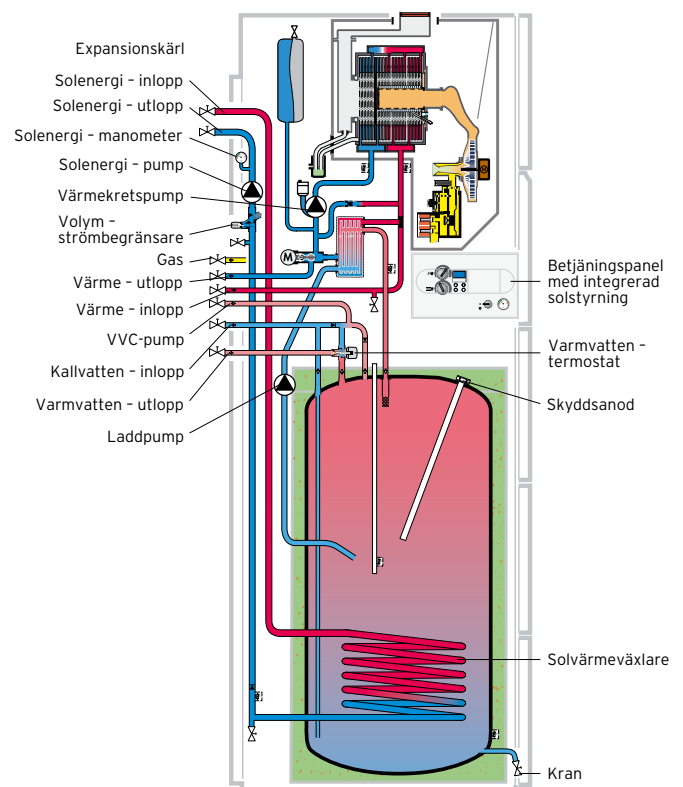 Expansionskärl
Solenergi – inlopp
Solenergi – utlopp
Solenergi – manometer
Solenergi – pump
Värmekretspump
Volym –
strömbegränsare
Gas
Värme – utlopp
Värme – inlopp
VVC-pump
Kallvatten – inlopp
Varmvatten – utlopp
Laddpump
M
Betjäningspanel
med integrerad
solstyrning
Varmvatten –
termostat
Skyddsanod
Solvärmeväxlare
Kran